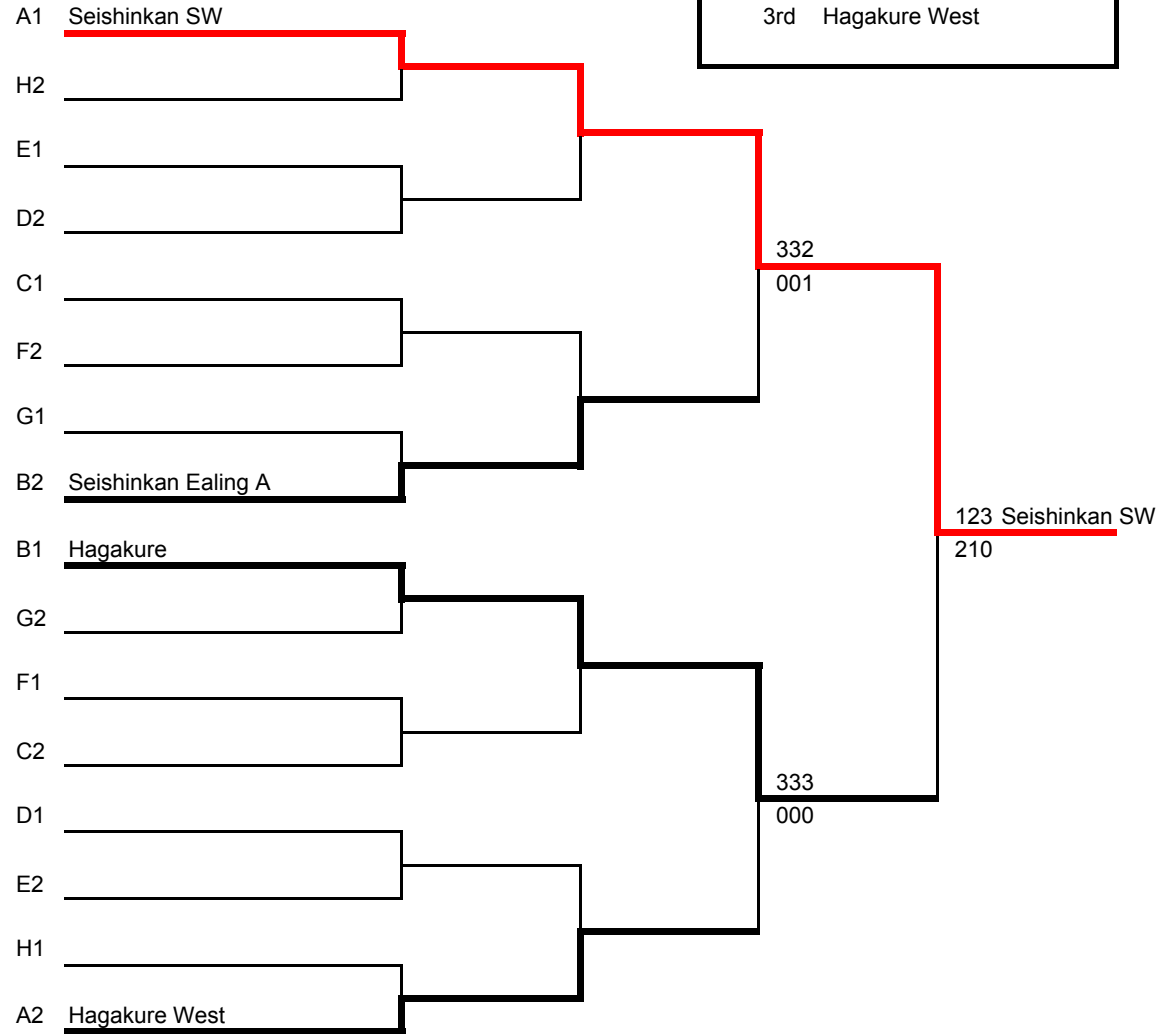 A1 Seishinkan SW
3rd Hagakure West
H2
E1
D2
332
C1
001
F2
G1
B2 Seishinkan Ealing A
123 Seishinkan SW
B1 Hagakure
210
G2
F1
C2
333
D1
000
E2
H1
A2 Hagakure West